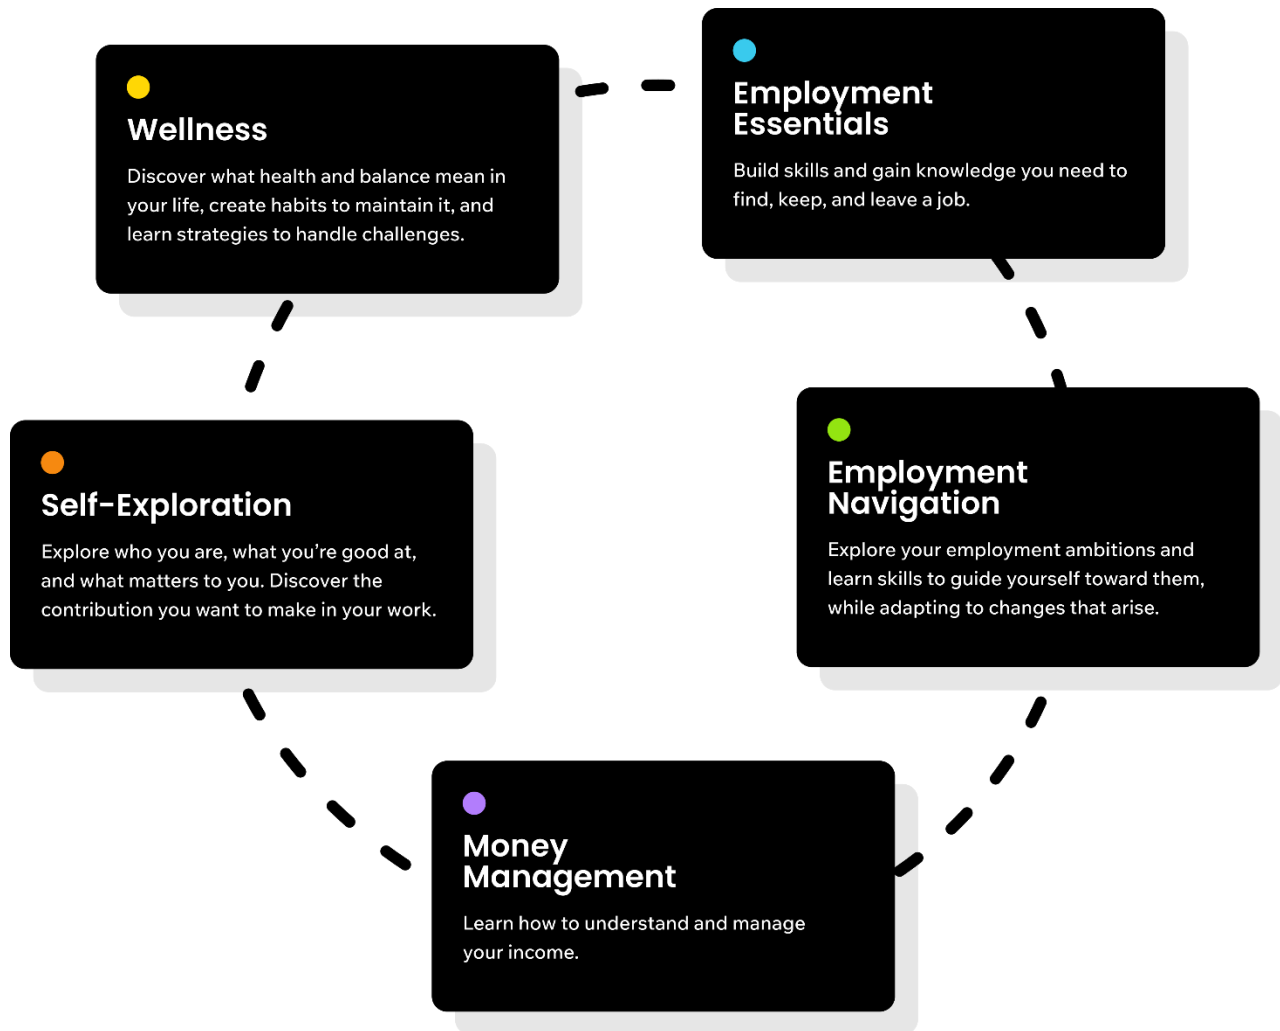 Wellness
Discover what health and balance mean in
your life, create habits to maintain it, and
learn strategies to handle challenges.
Employment
Essentials
Build skills and gain knowledge you need to
find, keep, and leave a job.
Self-Exploration
Explore who you are, what you’re good at,
and what matters to you. Discover the
contribution you want to make in your work.
Employment
Navigation
Explore your employment ambitions and
learn skills to guide yourself toward them,
while adapting to changes that arise.
Money
Management
Learn how to understand and manage
your income.